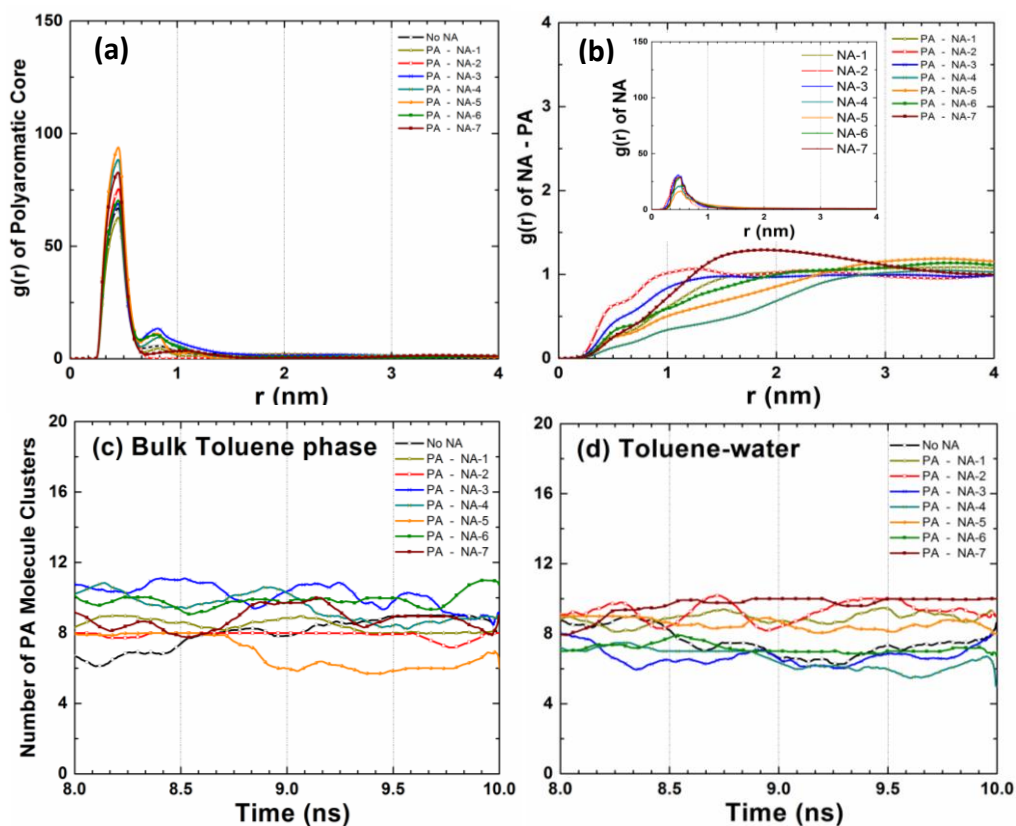 (a)
g(r) of Polyaromatic Core
150
100
50
0
No NA
PA - NA-1
PA - NA-2
PA - NA-3
PA - NA-4
PA - NA-5
PA - NA-6
PA - NA-7
0 1 2 3 4
r (nm)
(b)
g(r) of NA - PA
4
3
2
1
0
PA - NA-1
PA - NA-2
PA - NA-3
PA - NA-4
PA - NA-5
PA - NA-6
PA - NA-7
g(r) of NA
150
100
50
0
NA-1
NA-2
NA-3
NA-4
NA-5
NA-6
NA-7
0 1 2 3 4
r (nm)
0 1 2 3 4
r (nm)
(c) Bulk Toluene phase
Number of PA Molecule Clusters
20
16
12
8
4
0
No NA
PA - NA-1
PA - NA-2
PA - NA-3
PA - NA-4
PA - NA-5
PA - NA-6
PA - NA-7
8.0 8.5 9.0 9.5 10.0
Time (ns)
(d) Toluene-water
20
16
12
8
4
0
No NA
PA - NA-1
PA - NA-2
PA - NA-3
PA - NA-4
PA - NA-5
PA - NA-6
PA - NA-7
8.0 8.5 9.0 9.5 10.0
Time (ns)